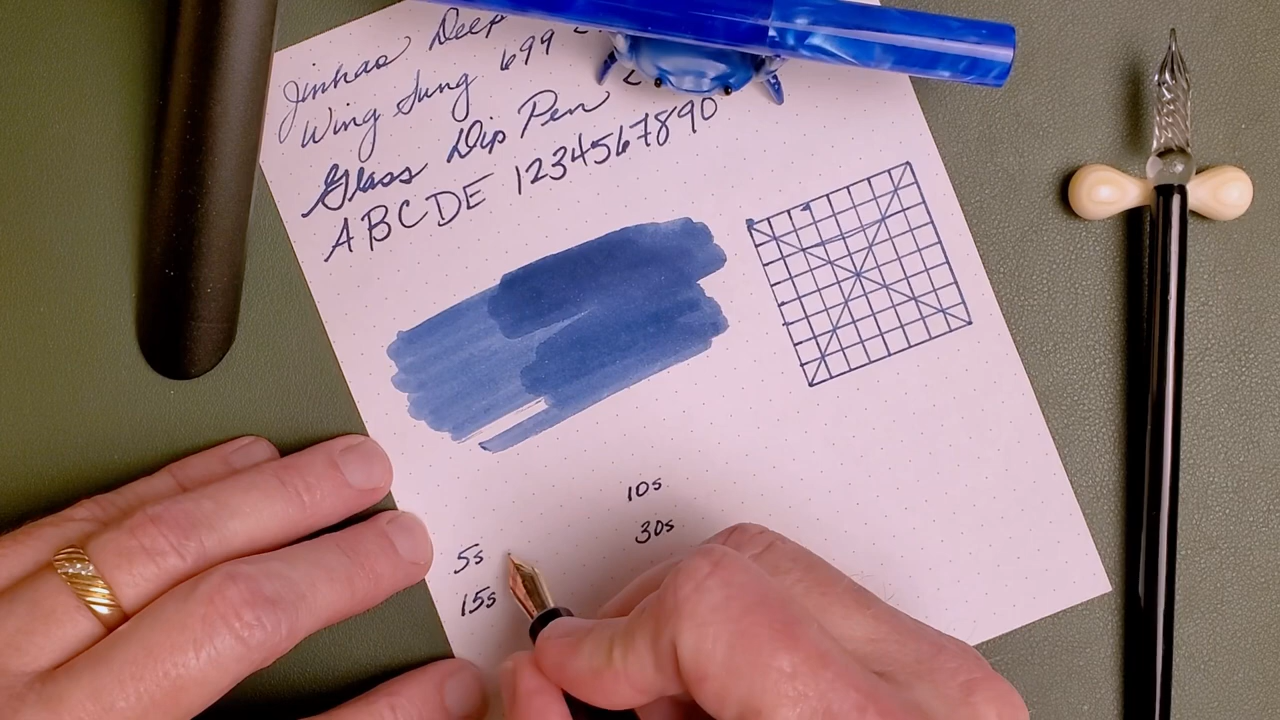 Jinhao Deep
Wing Sung 699
Glass Dip Pen
ABCDE 1234567890
10s
30s
5s
15s